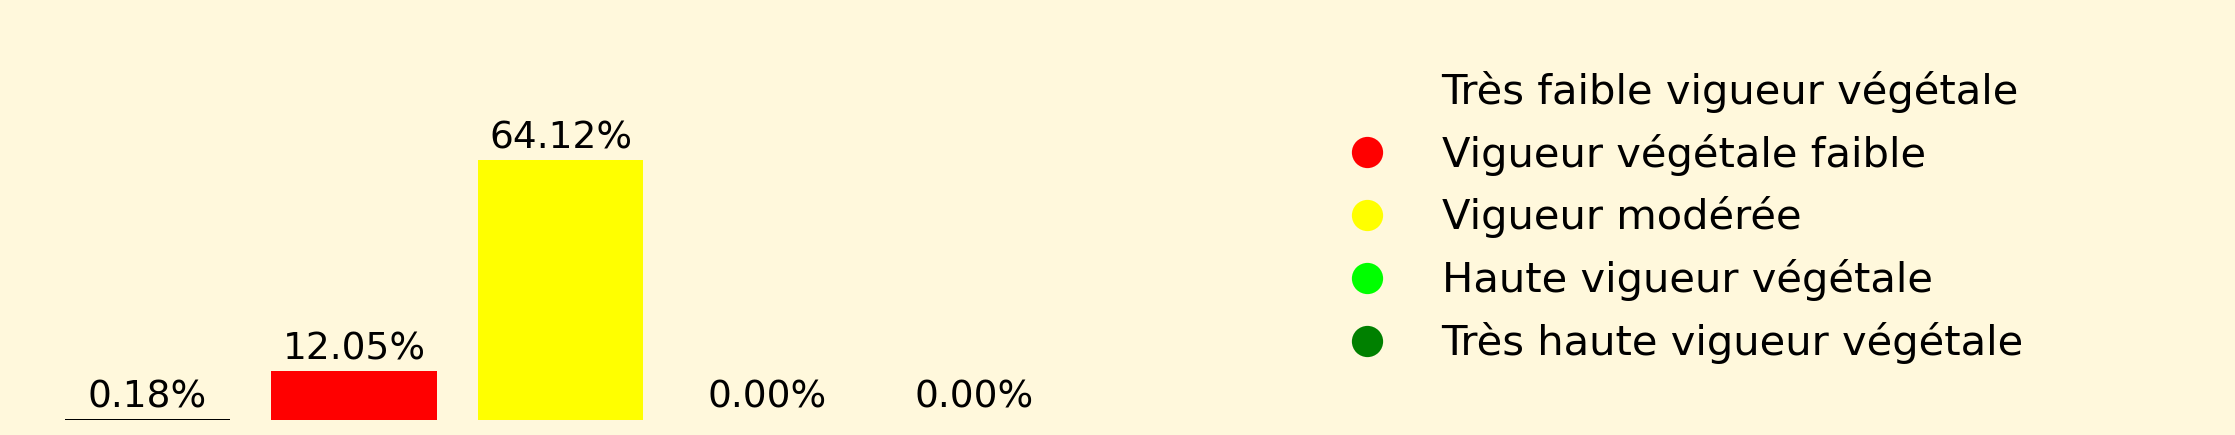 64.12%
12.05%
0.18%
0.00%
0.00%
Très faible vigueur végétale
Vigueur végétale faible
Vigueur modérée
Haute vigueur végétale
Très haute vigueur végétale